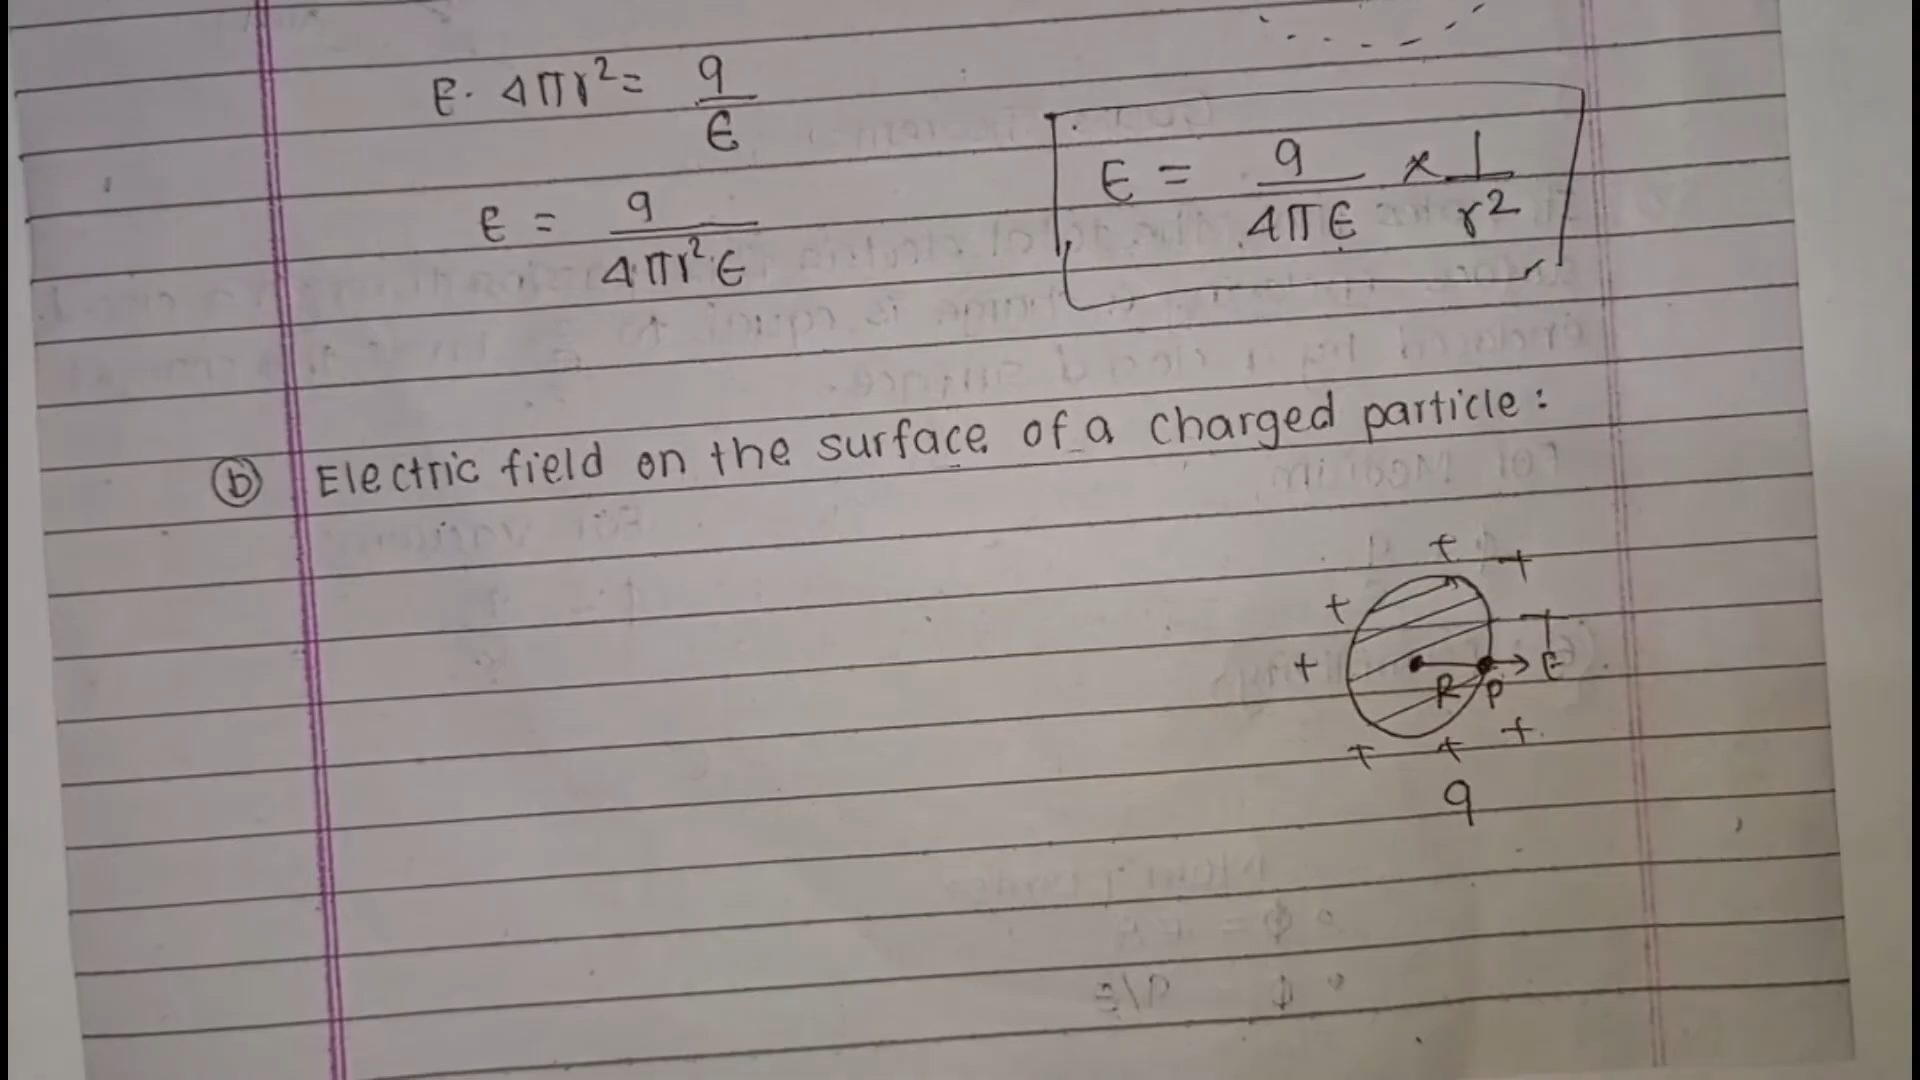 E. 4πr² = q/ε
E = q/4πr²ε
E = q/4πε × 1/r²
ⓑ Electric field on the surface of a charged particle:
+ +
+
+
+ E
R P
+ + +
q